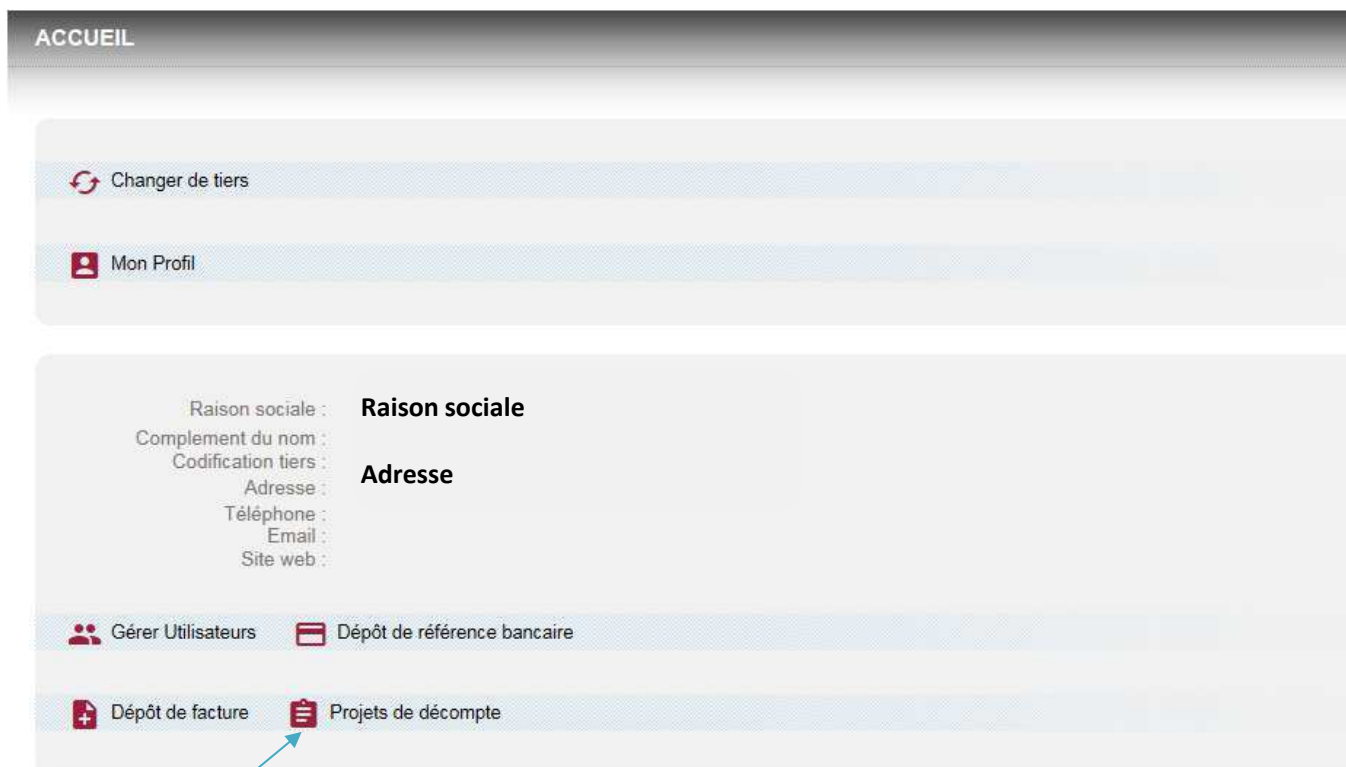 ACCUEIL
Changer de tiers
Mon Profil
Raison sociale : Raison sociale
Complement du nom :
Codification tiers :
Adresse : Adresse
Téléphone :
Email :
Site web :
Gérer Utilisateurs Dépôt de référence bancaire
Dépôt de facture Projets de décompte